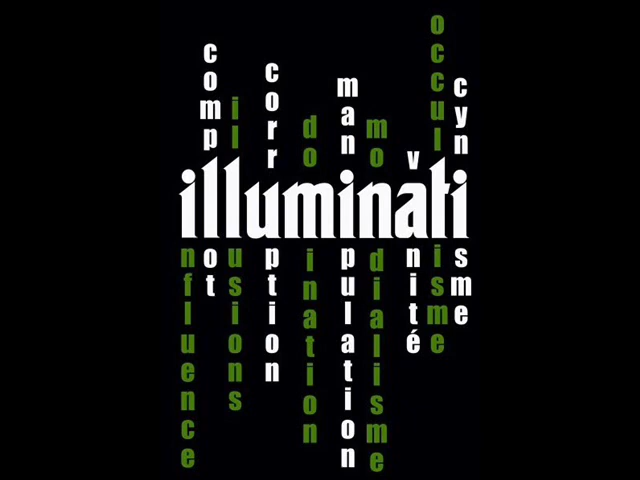 illuminati
influence
complot
illusions
corruption
domination
manipulation
mondialisme
vanité
occultisme
cynisme